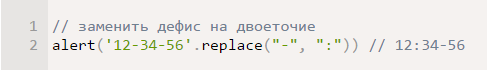 1 // заменить дефис на двоеточие
2 alert('12-34-56'.replace("-", ":")) // 12:34-56